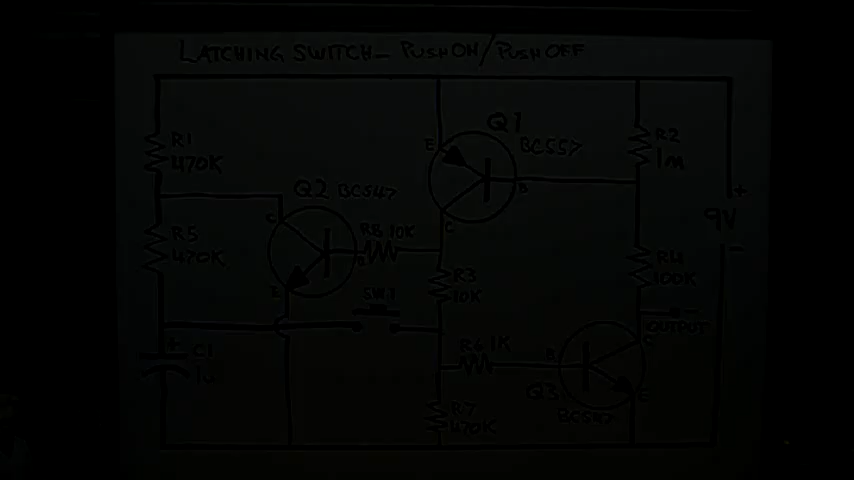 LATCHING SWITCH – PUSH ON / PUSH OFF
R1
470K
Q2 BC547
C
B
E
R5
470K
R8 10K
SW1
+
C1
1u
Q1
BC557
E
B
C
R3
10K
R6 1K
R7
470K
R2
1M
R4
100K
OUTPUT
B
C
E
Q3
BC547
+
9V
–